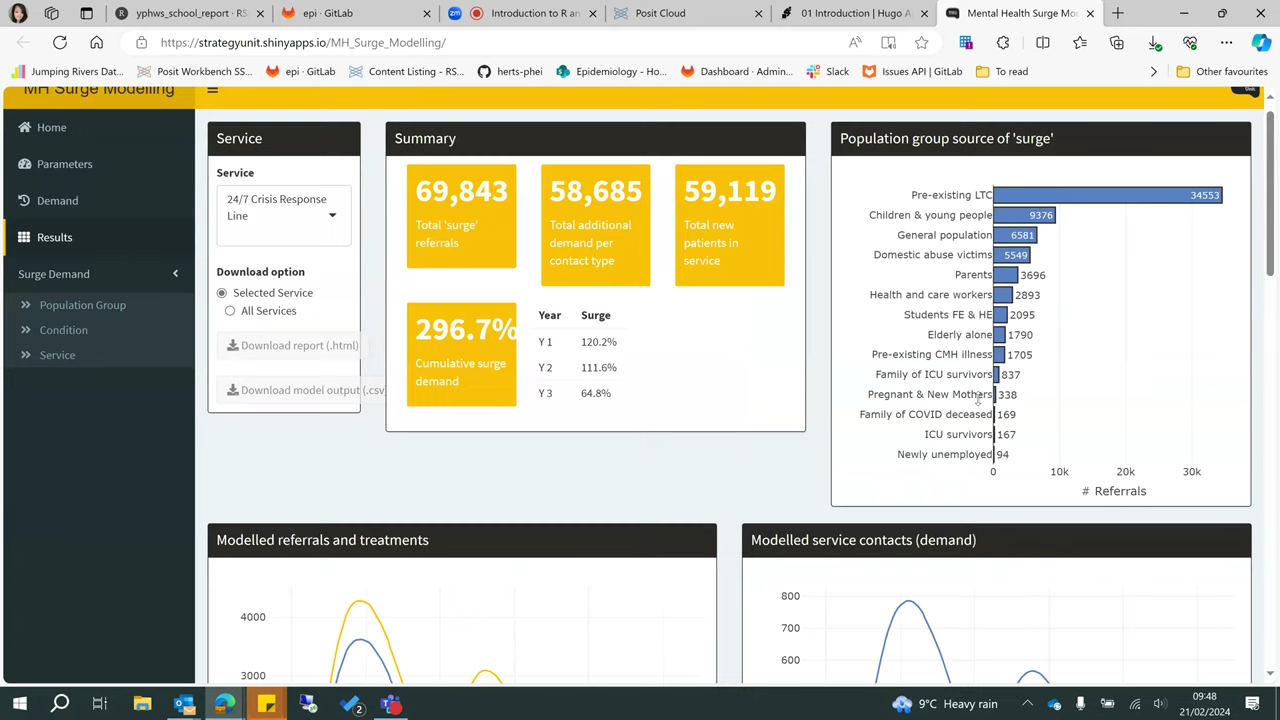 yphws_school_report • RS
epi · GitLab
Introduction to R an
Posit Cloud
01 Introduction | Hugo A
Mental Health Surge Mo
https://strategyunit.shinyapps.io/MH_Surge_Modelling/
Jumping Rivers Dat...
Posit Workbench SS...
epi · GitLab
Content Listing - RS...
herts-phei
Epidemiology - Ho...
Dashboard · Admin...
Slack
Issues API | GitLab
To read
Other favourites
MH Surge Modelling
Home
Parameters
Demand
Results
Surge Demand
Population Group
Condition
Service
Service
Service
24/7 Crisis Response
Line
Download option
Selected Service
All Services
Download report (.html)
Download model output (.csv)
Summary
69,843
Total 'surge'
referrals
58,685
Total additional
demand per
contact type
59,119
Total new
patients in
service
296.7%
Cumulative surge
demand
Year Surge
Y 1 120.2%
Y 2 111.6%
Y 3 64.8%
Population group source of 'surge'
Pre-existing LTC 34553
Children & young people 9376
General population 6581
Domestic abuse victims 5549
Parents 3696
Health and care workers 2893
Students FE & HE 2095
Elderly alone 1790
Pre-existing CMH illness 1705
Family of ICU survivors 837
Pregnant & New Mothers 338
Family of COVID deceased 169
ICU survivors 167
Newly unemployed 94
0 10k 20k 30k
# Referrals
Modelled referrals and treatments
4000
3000
Modelled service contacts (demand)
800
700
600
9°C Heavy rain
09:48
21/02/2024